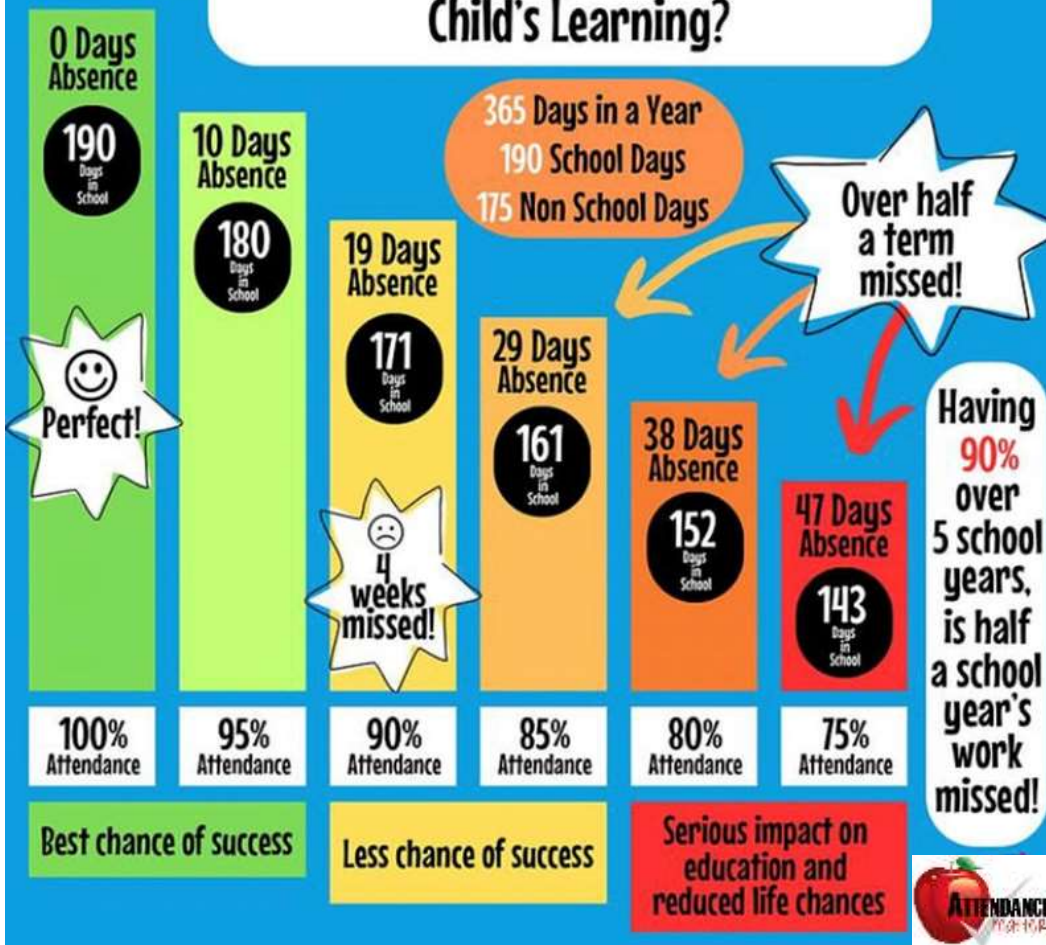 Child's Learning?
0 Days
Absence
190
Days
in
School
Perfect!
100%
Attendance
10 Days
Absence
180
Days
in
School
95%
Attendance
19 Days
Absence
171
Days
in
School
4
weeks
missed!
90%
Attendance
29 Days
Absence
161
Days
in
School
85%
Attendance
38 Days
Absence
152
Days
in
School
80%
Attendance
47 Days
Absence
143
Days
in
School
75%
Attendance
365 Days in a Year
190 School Days
175 Non School Days
Over half
a term
missed!
Having
90%
over
5 school
years,
is half
a school
year's
work
missed!
Best chance of success
Less chance of success
Serious impact on
education and
reduced life chances
ATTENDANCE